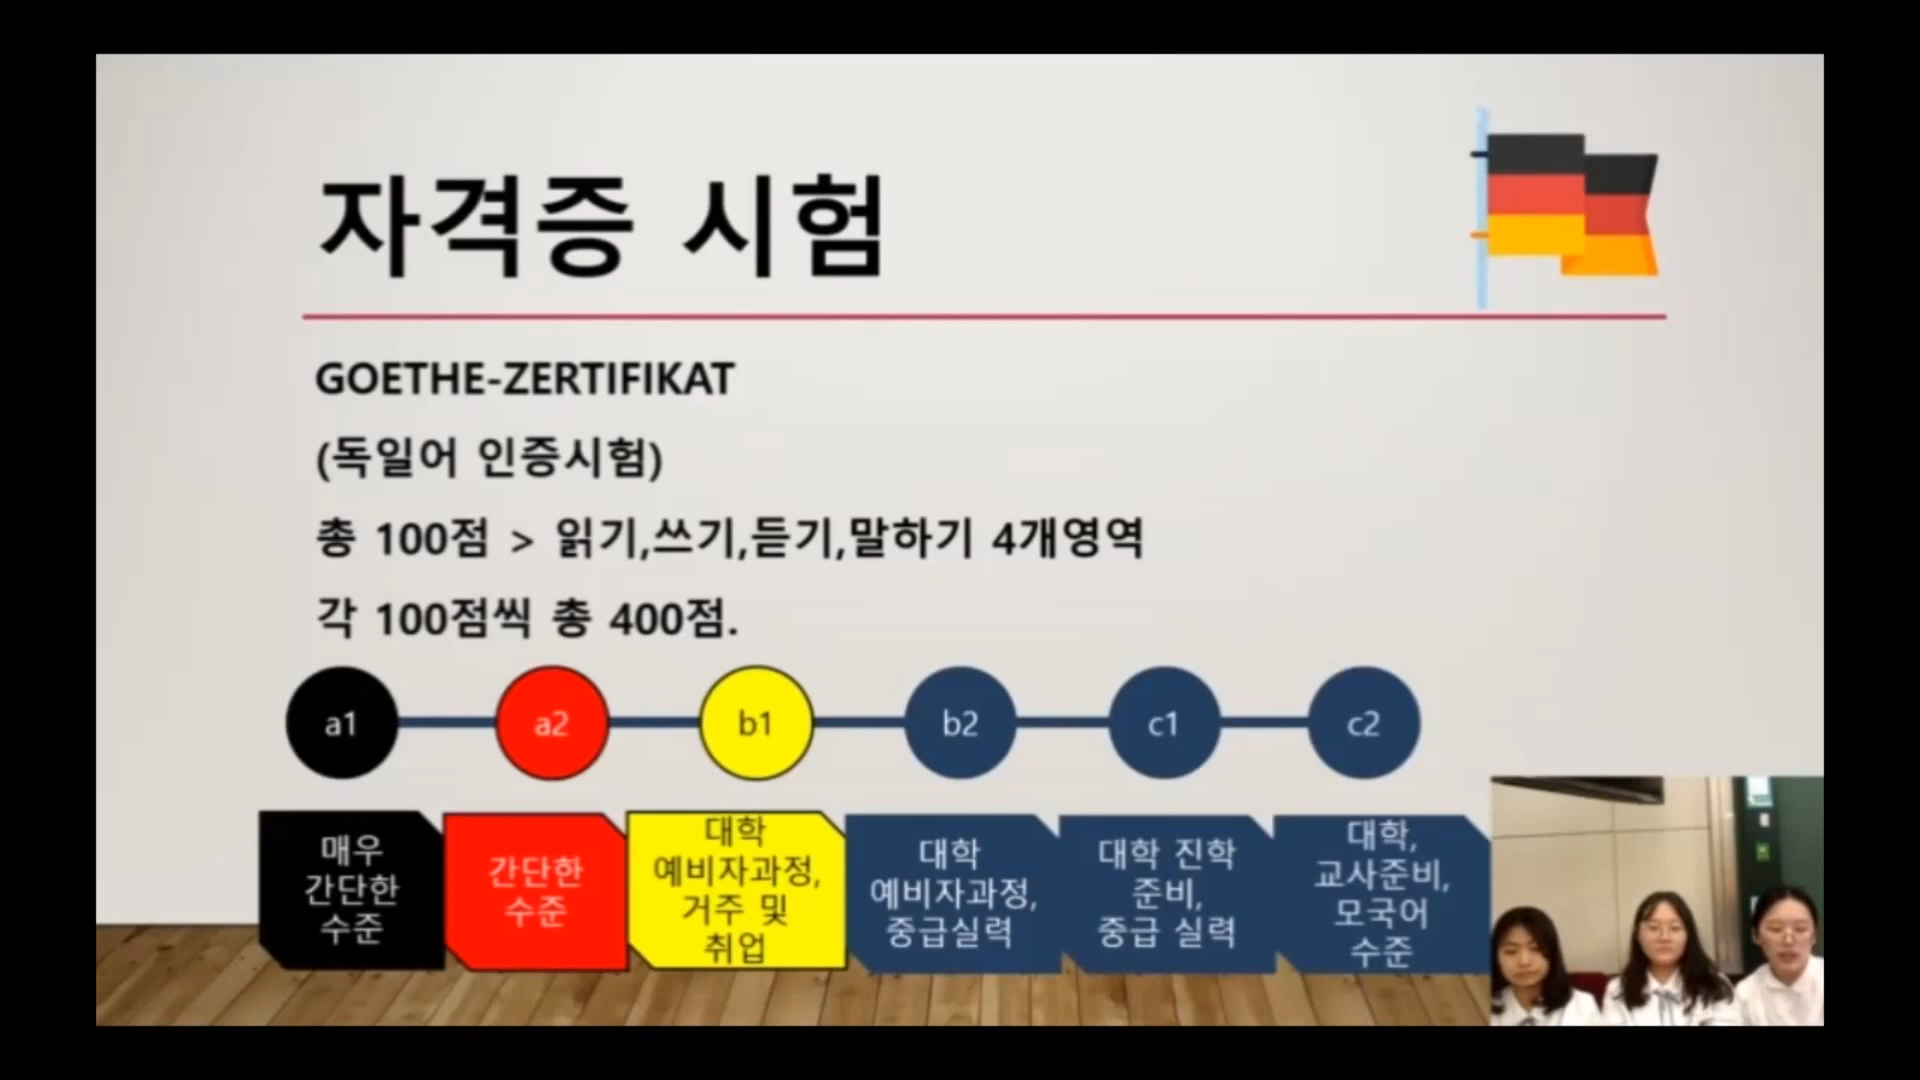 자격증 시험
GOETHE-ZERTIFIKAT
(독일어 인증시험)
총 100점 > 읽기,쓰기,듣기,말하기 4개영역
각 100점씩 총 400점.
a1
a2
b1
b2
c1
c2
매우
간단한
수준
간단한
수준
대학
예비자과정,
거주 및
취업
대학
예비자과정,
중급실력
대학 진학
준비,
중급 실력
대학,
교사준비,
모국어
수준